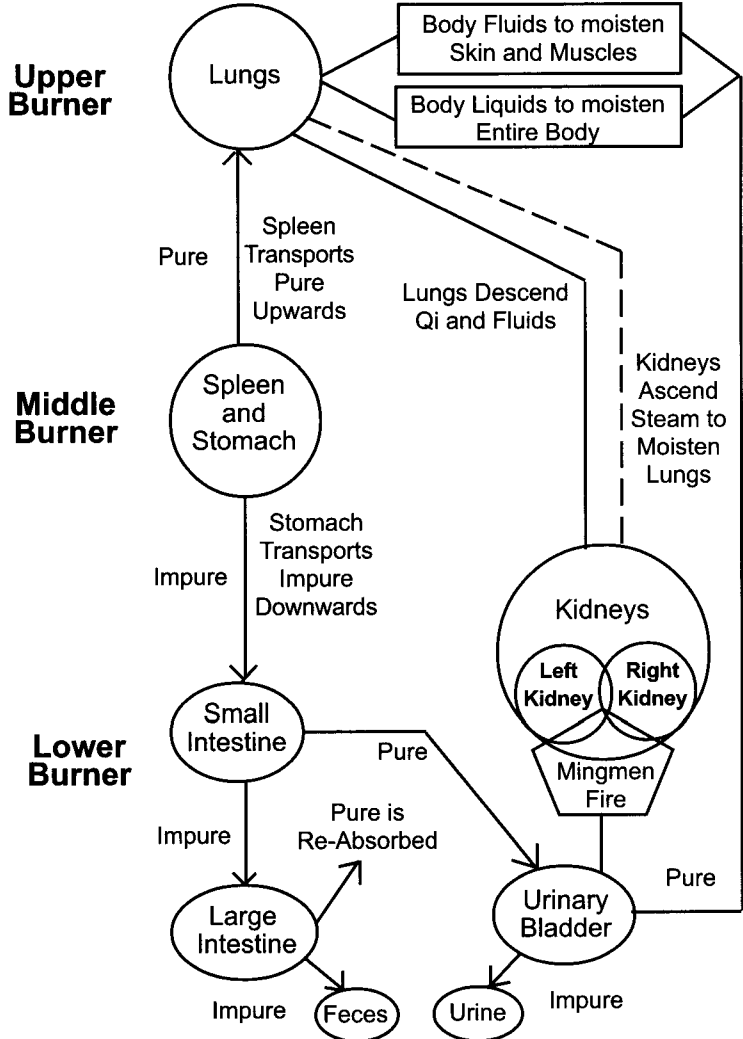 Upper
Burner
Lungs
Body Fluids to moisten
Skin and Muscles
Body Liquids to moisten
Entire Body
Pure
Spleen
Transports
Pure
Upwards
Lungs Descend
Qi and Fluids
Kidneys
Ascend
Steam to
Moisten
Lungs
Middle
Burner
Spleen
and
Stomach
Impure
Stomach
Transports
Impure
Downwards
Kidneys
Left
Kidney
Right
Kidney
Mingmen
Fire
Lower
Burner
Small
Intestine
Pure
Impure
Pure is
Re-Absorbed
Large
Intestine
Urinary
Bladder
Pure
Impure
Feces
Urine
Impure